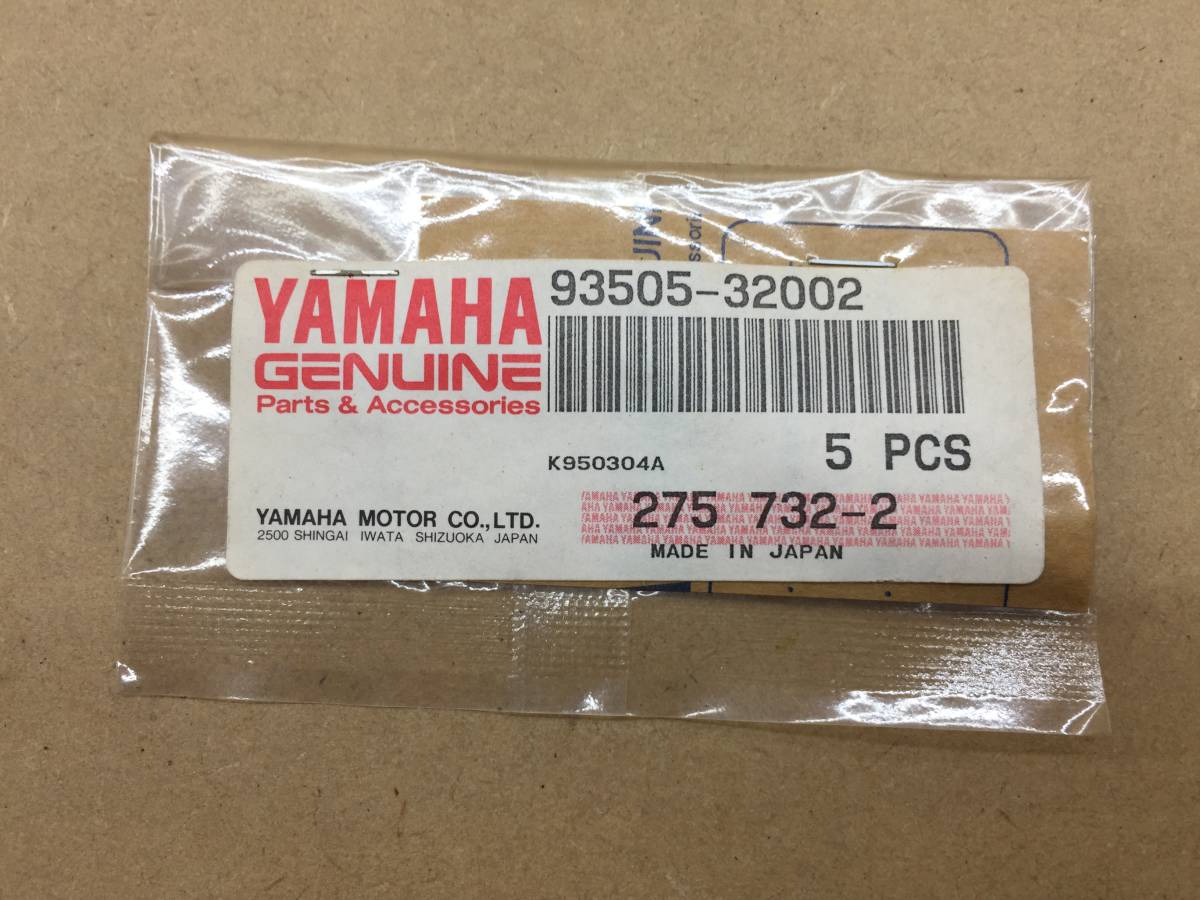 YAMAHA
GENUINE
Parts & Accessories
93505-32002
5 PCS
K950304A
275 732-2
YAMAHA MOTOR CO.,LTD.
2500 SHINGAI IWATA SHIZUOKA JAPAN
MADE IN JAPAN